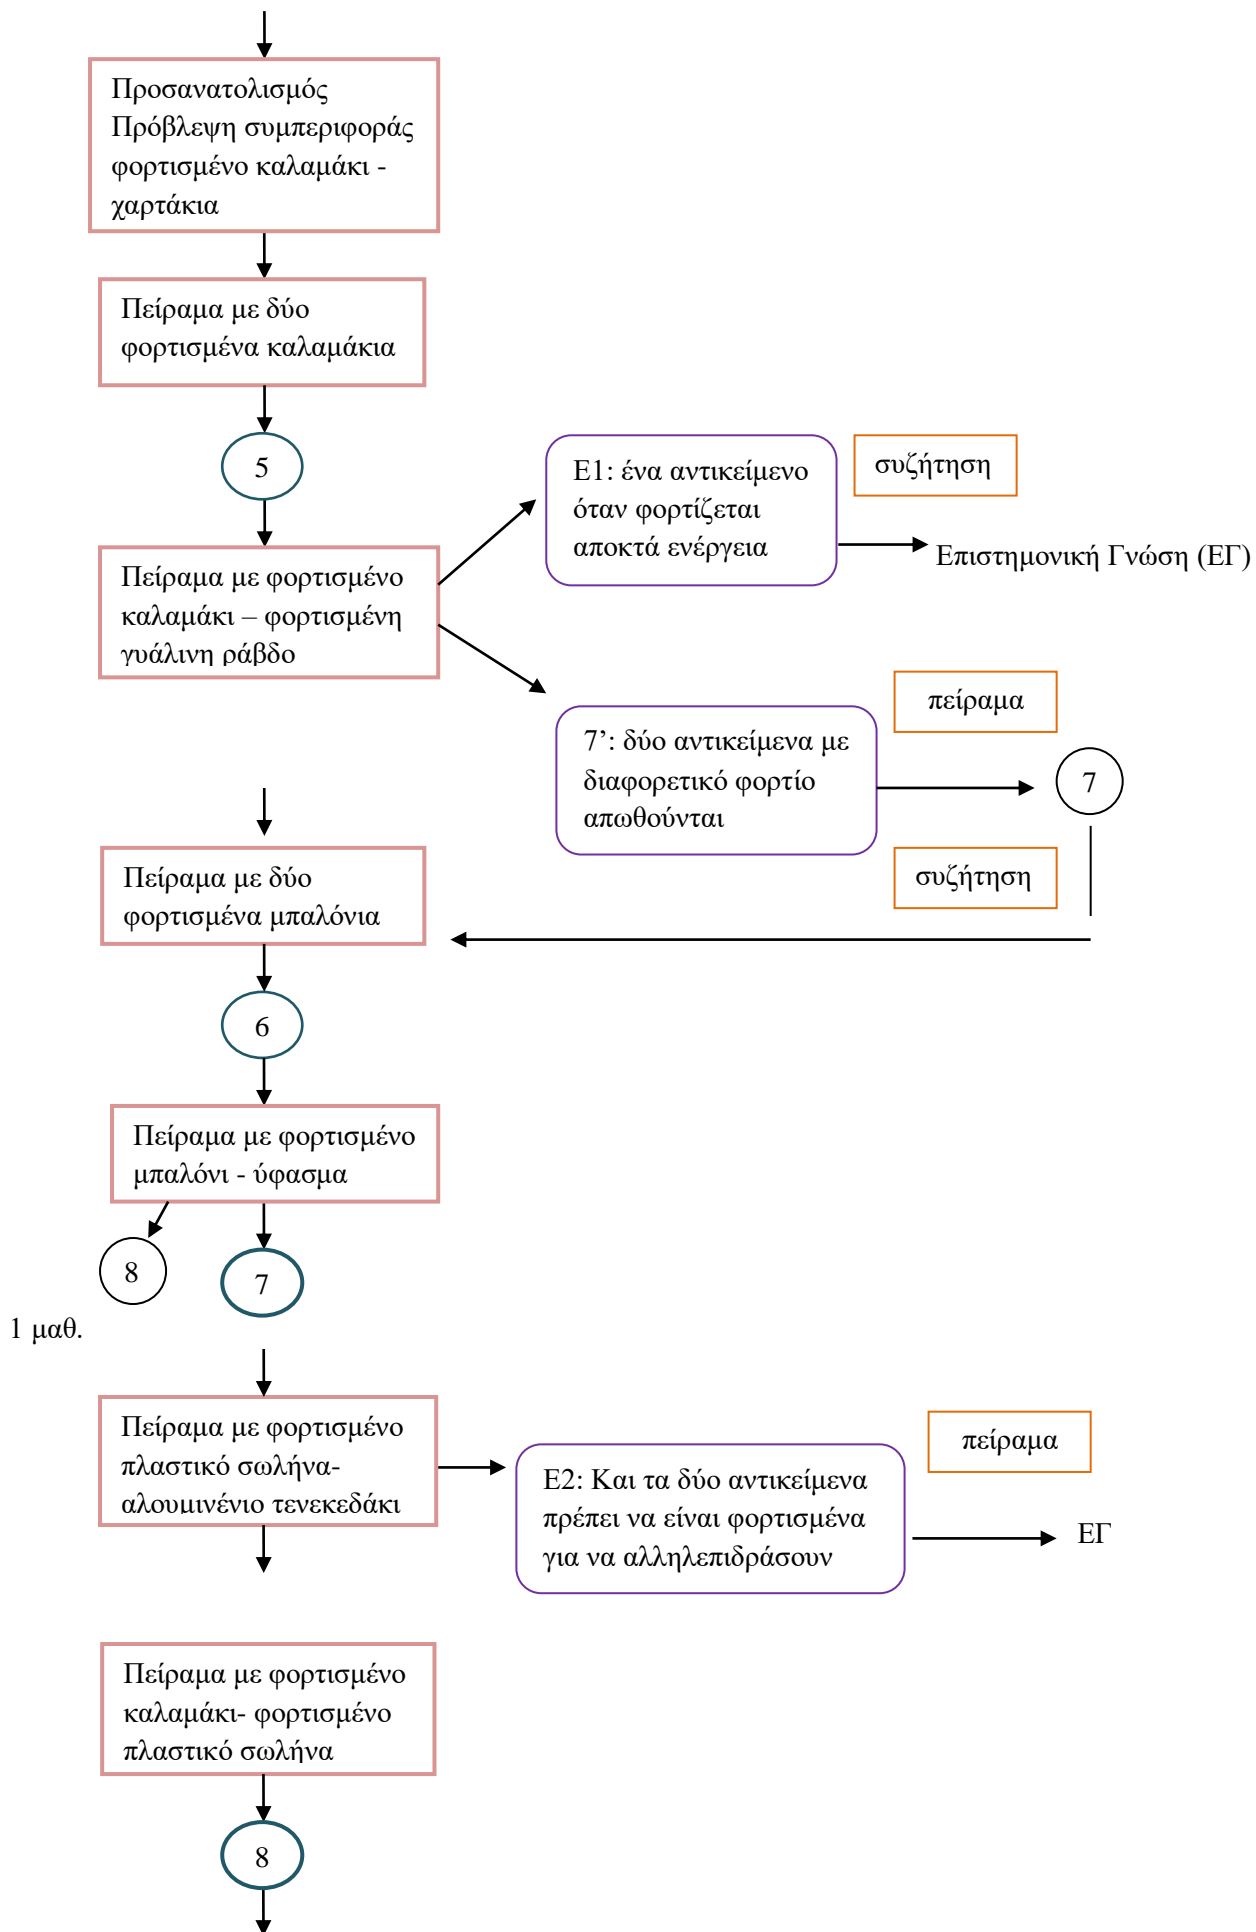 Προσανατολισμός
Πρόβλεψη συμπεριφοράς
φορτισμένο καλαμάκι -
χαρτάκια
Πείραμα με δύο
φορτισμένα καλαμάκια
5
Ε1: ένα αντικείμενο
όταν φορτίζεται
αποκτά ενέργεια
συζήτηση
Επιστημονική Γνώση (ΕΓ)
Πείραμα με φορτισμένο
καλαμάκι – φορτισμένη
γυάλινη ράβδο
πείραμα
7’: δύο αντικείμενα με
διαφορετικό φορτίο
απωθούνται
7
συζήτηση
Πείραμα με δύο
φορτισμένα μπαλόνια
6
Πείραμα με φορτισμένο
μπαλόνι - ύφασμα
8
7
1 μαθ.
Πείραμα με φορτισμένο
πλαστικό σωλήνα-
αλουμινένιο τενεκεδάκι
πείραμα
Ε2: Και τα δύο αντικείμενα
πρέπει να είναι φορτισμένα
για να αλληλεπιδράσουν
ΕΓ
Πείραμα με φορτισμένο
καλαμάκι- φορτισμένο
πλαστικό σωλήνα
8